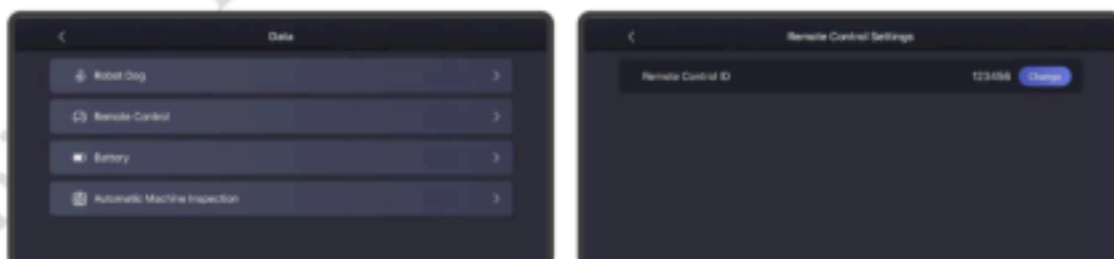 Data
Robot Dog
Remote Control
Battery
Automatic Machine Inspection
Remote Control Settings
Remote Control ID 123456 Change